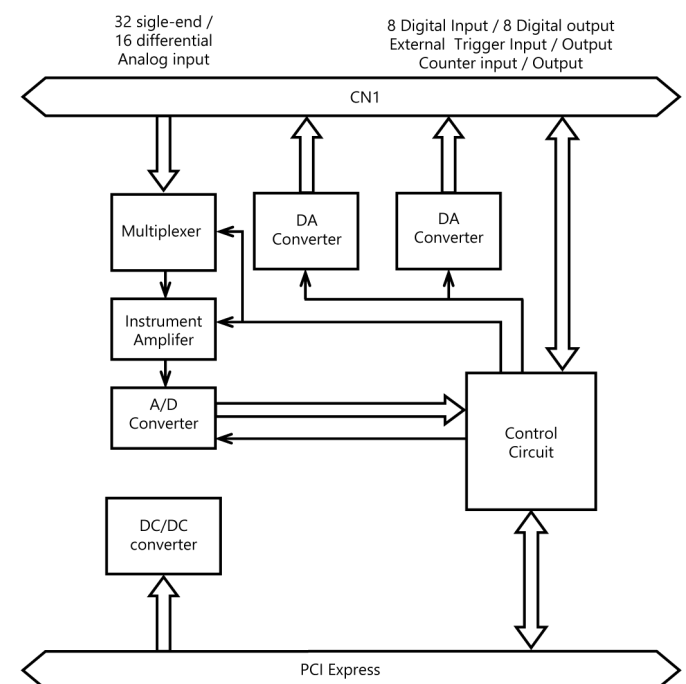 32 sigle-end /
16 differential
Analog input
8 Digital Input / 8 Digital output
External Trigger Input / Output
Counter input / Output
CN1
Multiplexer
DA
Converter
DA
Converter
Instrument
Amplifer
A/D
Converter
Control
Circuit
DC/DC
converter
PCI Express